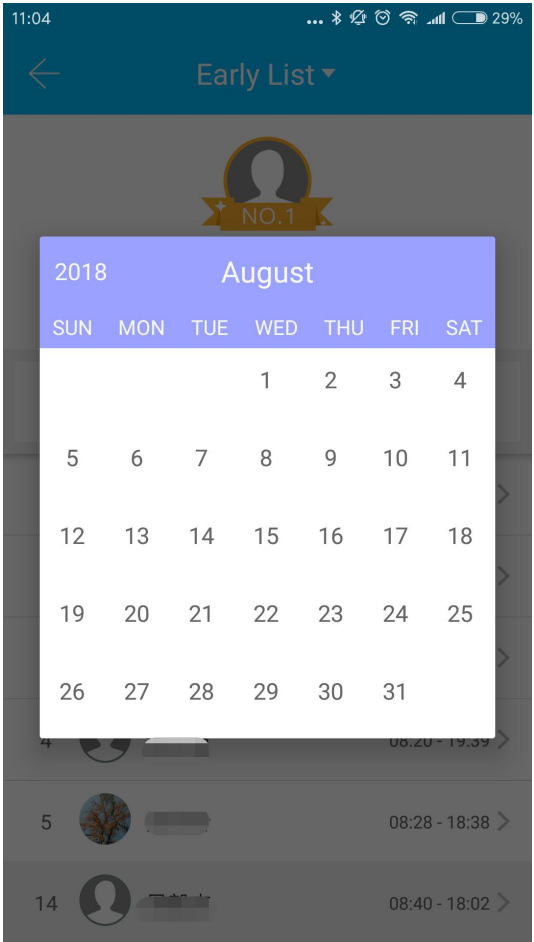 11:04 ... 29%
Early List
NO.1
2018 August
SUN MON TUE WED THU FRI SAT
1 2 3 4
5 6 7 8 9 10 11
12 13 14 15 16 17 18
19 20 21 22 23 24 25
26 27 28 29 30 31
4 08:20 - 19:39
5 08:28 - 18:38
14 08:40 - 18:02